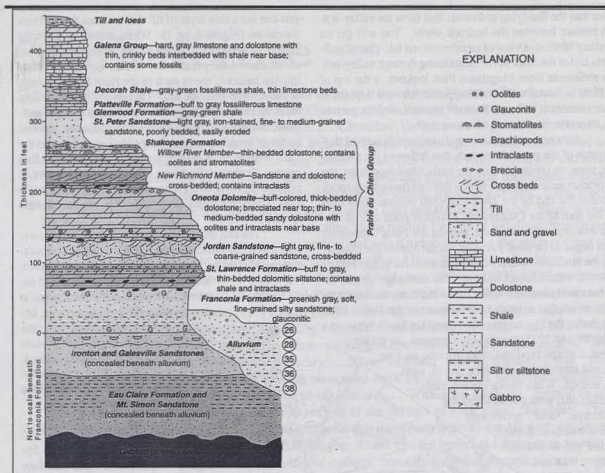 Till and loess
400
Galena Group—hard, gray limestone and dolostone with
thin, crinkly beds interbedded with shale near base;
contains some fossils
Decorah Shale—gray-green fossiliferous shale, thin limestone beds
Platteville Formation—buff to gray fossiliferous limestone
Glenwood Formation—gray-green shale
300
St. Peter Sandstone—light gray, iron-stained, fine- to medium-grained
sandstone, poorly bedded, easily eroded
Shakopee Formation
Willow River Member—thin-bedded dolostone; contains
oolites and stromatolites
New Richmond Member—Sandstone and dolostone;
cross-bedded; contains intraclasts
200
Oneota Dolomite—buff-colored, thick-bedded
dolostone; brecciated near top; thin- to
medium-bedded sandy dolostone with
oolites and intraclasts near base
Prairie du Chien Group
Jordan Sandstone—light gray, fine- to
coarse-grained sandstone, cross-bedded
100
St. Lawrence Formation—buff to gray,
thin-bedded dolomitic siltstone; contains
shale and intraclasts
Franconia Formation—greenish gray, soft,
fine-grained silty sandstone;
glauconitic
0
Thickness in feet
Alluvium
26
28
35
36
38
Ironton and Galesville Sandstones
(concealed beneath alluvium)
Eau Claire Formation and
Mt. Simon Sandstone
(concealed beneath alluvium)
Not to scale beneath
Franconia Formation
EXPLANATION
Oolites
G Glauconite
Stomatolites
Brachiopods
Intraclasts
Breccia
Cross beds
Till
Sand and gravel
Limestone
Dolostone
Shale
Sandstone
Silt or siltstone
Gabbro